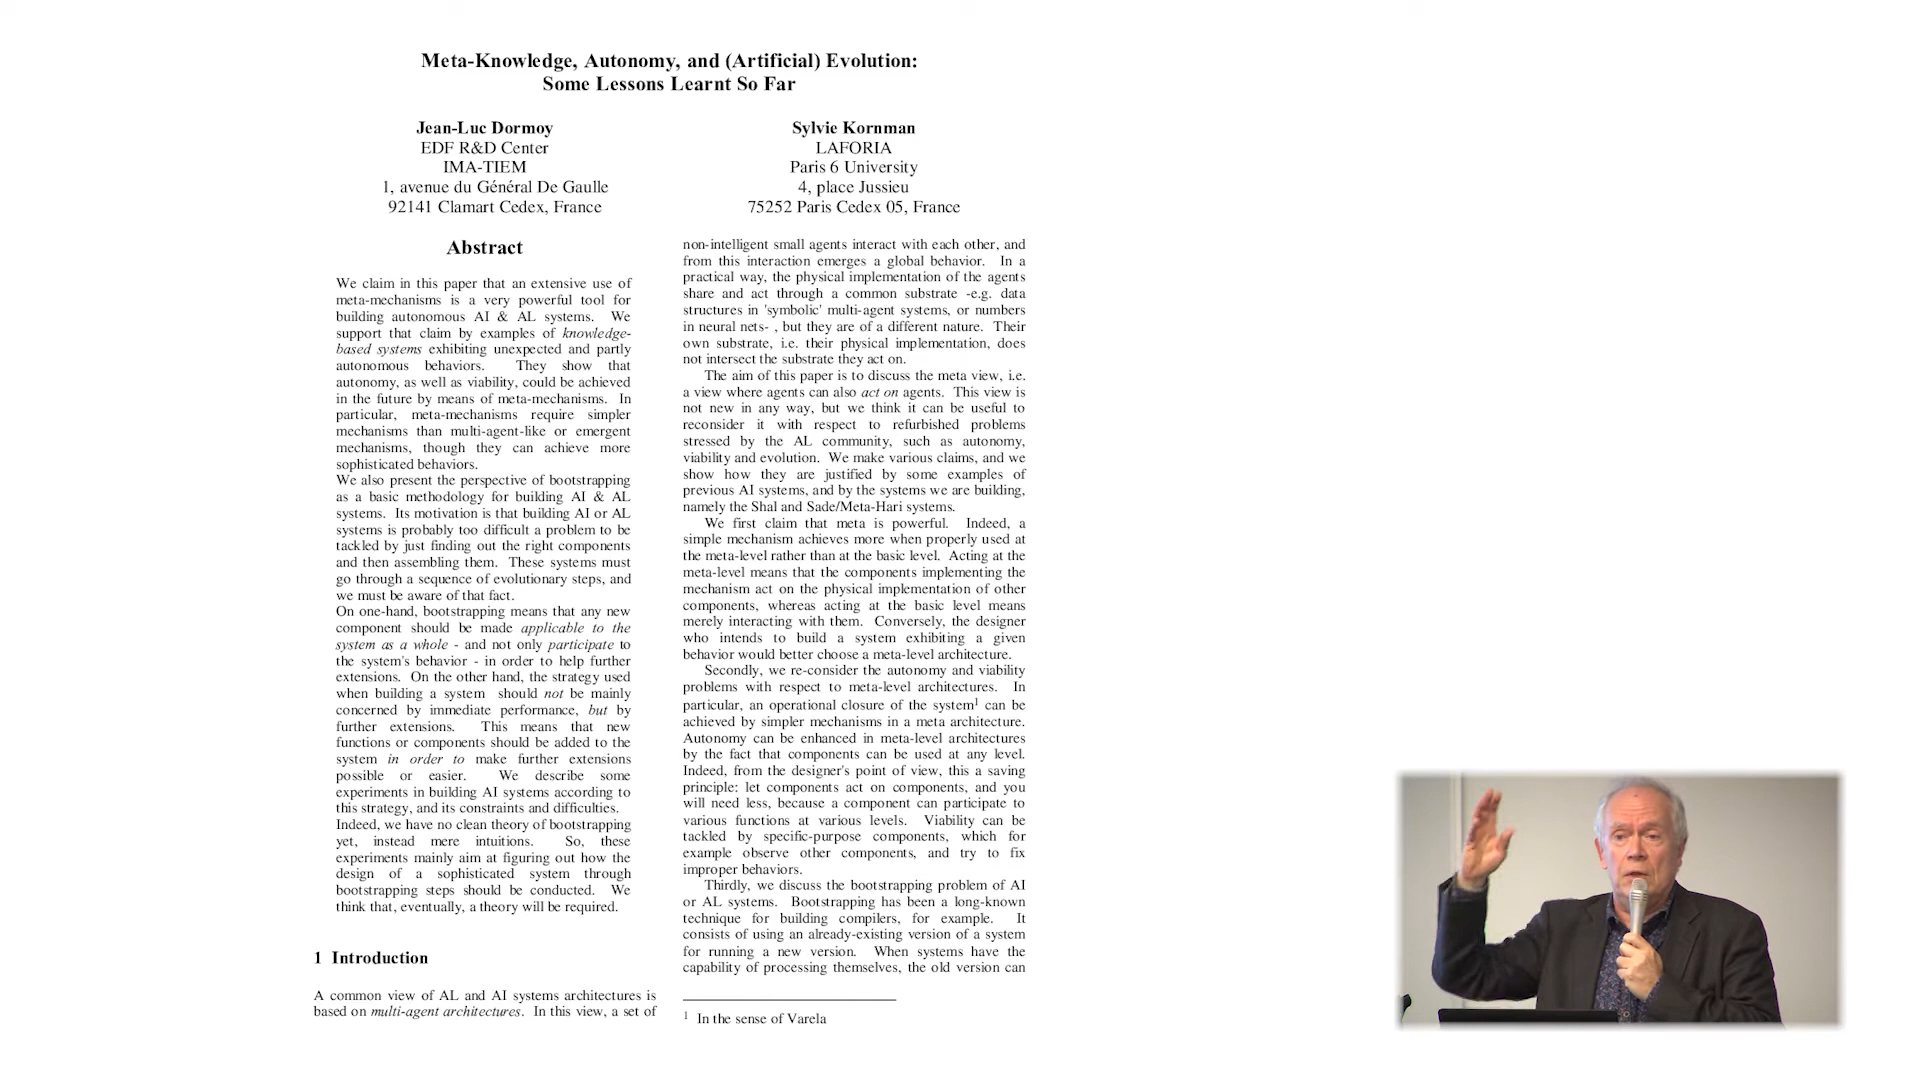 Meta-Knowledge, Autonomy, and (Artificial) Evolution:
Some Lessons Learnt So Far
Jean-Luc Dormoy
EDF R&D Center
IMA-TIEM
1, avenue du Général De Gaulle
92141 Clamart Cedex, France
Sylvie Kornman
LAFORIA
Paris 6 University
4, place Jussieu
75252 Paris Cedex 05, France
Abstract
We claim in this paper that an extensive use of
meta-mechanisms is a very powerful tool for
building autonomous AI & AL systems. We
support that claim by examples of knowledge-
based systems exhibiting unexpected and partly
autonomous behaviors. They show that
autonomy, as well as viability, could be achieved
in the future by means of meta-mechanisms. In
particular, meta-mechanisms require simpler
mechanisms than multi-agent-like or emergent
mechanisms, though they can achieve more
sophisticated behaviors.
We also present the perspective of bootstrapping
as a basic methodology for building AI & AL
systems. Its motivation is that building AI or AL
systems is probably too difficult a problem to be
tackled by just finding out the right components
and then assembling them. These systems must
go through a sequence of evolutionary steps, and
we must be aware of that fact.
On one-hand, bootstrapping means that any new
component should be made applicable to the
system as a whole - and not only participate to
the system's behavior - in order to help further
extensions. On the other hand, the strategy used
when building a system should not be mainly
concerned by immediate performance, but by
further extensions. This means that new
functions or components should be added to the
system in order to make further extensions
possible or easier. We describe some
experiments in building AI systems according to
this strategy, and its constraints and difficulties.
Indeed, we have no clean theory of bootstrapping
yet, instead mere intuitions. So, these
experiments mainly aim at figuring out how the
design of a sophisticated system through
bootstrapping steps should be conducted. We
think that, eventually, a theory will be required.
1 Introduction
A common view of AL and AI systems architectures is
based on multi-agent architectures. In this view, a set of
non-intelligent small agents interact with each other, and
from this interaction emerges a global behavior. In a
practical way, the physical implementation of the agents
share and act through a common substrate -e.g. data
structures in 'symbolic' multi-agent systems, or numbers
in neural nets- , but they are of a different nature. Their
own substrate, i.e. their physical implementation, does
not intersect the substrate they act on.
The aim of this paper is to discuss the meta view, i.e.
a view where agents can also act on agents. This view is
not new in any way, but we think it can be useful to
reconsider it with respect to refurbished problems
stressed by the AL community, such as autonomy,
viability and evolution. We make various claims, and we
show how they are justified by some examples of
previous AI systems, and by the systems we are building,
namely the Shal and Sade/Meta-Hari systems.
We first claim that meta is powerful. Indeed, a
simple mechanism achieves more when properly used at
the meta-level rather than at the basic level. Acting at the
meta-level means that the components implementing the
mechanism act on the physical implementation of other
components, whereas acting at the basic level means
merely interacting with them. Conversely, the designer
who intends to build a system exhibiting a given
behavior would better choose a meta-level architecture.
Secondly, we re-consider the autonomy and viability
problems with respect to meta-level architectures. In
particular, an operational closure of the system1 can be
achieved by simpler mechanisms in a meta architecture.
Autonomy can be enhanced in meta-level architectures
by the fact that components can be used at any level.
Indeed, from the designer's point of view, this a saving
principle: let components act on components, and you
will need less, because a component can participate to
various functions at various levels. Viability can be
tackled by specific-purpose components, which for
example observe other components, and try to fix
improper behaviors.
Thirdly, we discuss the bootstrapping problem of AI
or AL systems. Bootstrapping has been a long-known
technique for building compilers, for example. It
consists of using an already-existing version of a system
for running a new version. When systems have the
capability of processing themselves, the old version can
1 In the sense of Varela